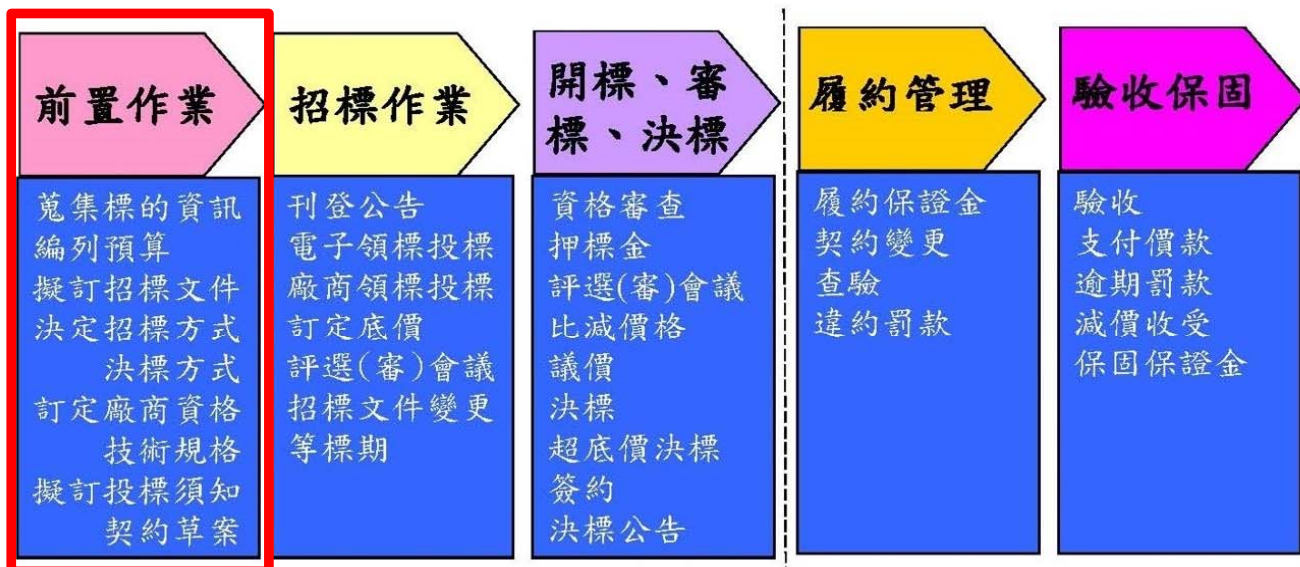 前置作業
蒐集標的資訊
編列預算
擬訂招標文件
決定招標方式
決標方式
訂定廠商資格
技術規格
擬訂投標須知
契約草案
招標作業
刊登公告
電子領標投標
廠商領標投標
訂定底價
評選(審)會議
招標文件變更
等標期
開標、審
標、決標
資格審查
押標金
評選(審)會議
比減價格
議價
決標
超底價決標
簽約
決標公告
履約管理
履約保證金
契約變更
查驗
違約罰款
驗收保固
驗收
支付價款
逾期罰款
減價收受
保固保證金